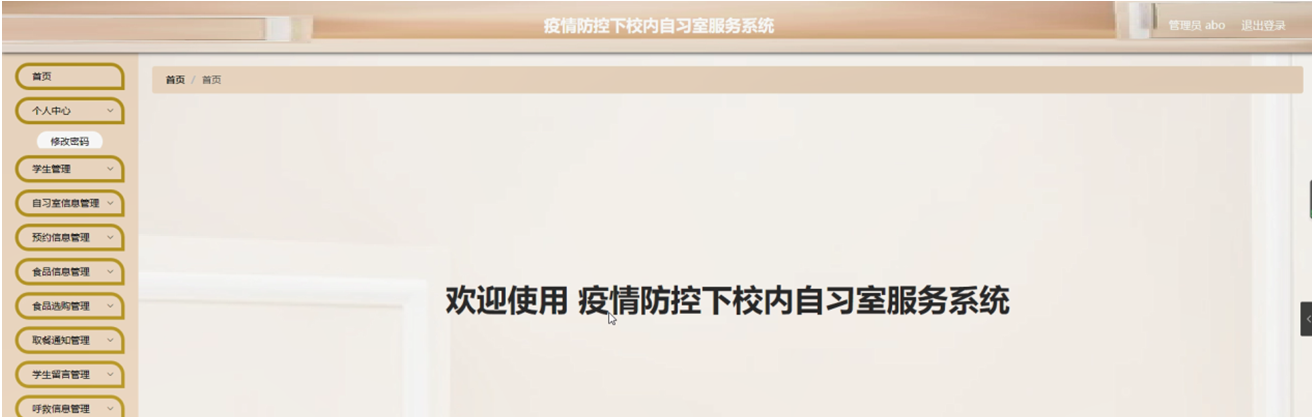 疫情防控下校内自习室服务系统
管理员 abo 退出登录
首页
首页 / 首页
个人中心
修改密码
学生管理
自习室信息管理
预约信息管理
食品信息管理
食品选购管理
取餐通知管理
学生留言管理
呼救信息管理
欢迎使用 疫情防控下校内自习室服务系统